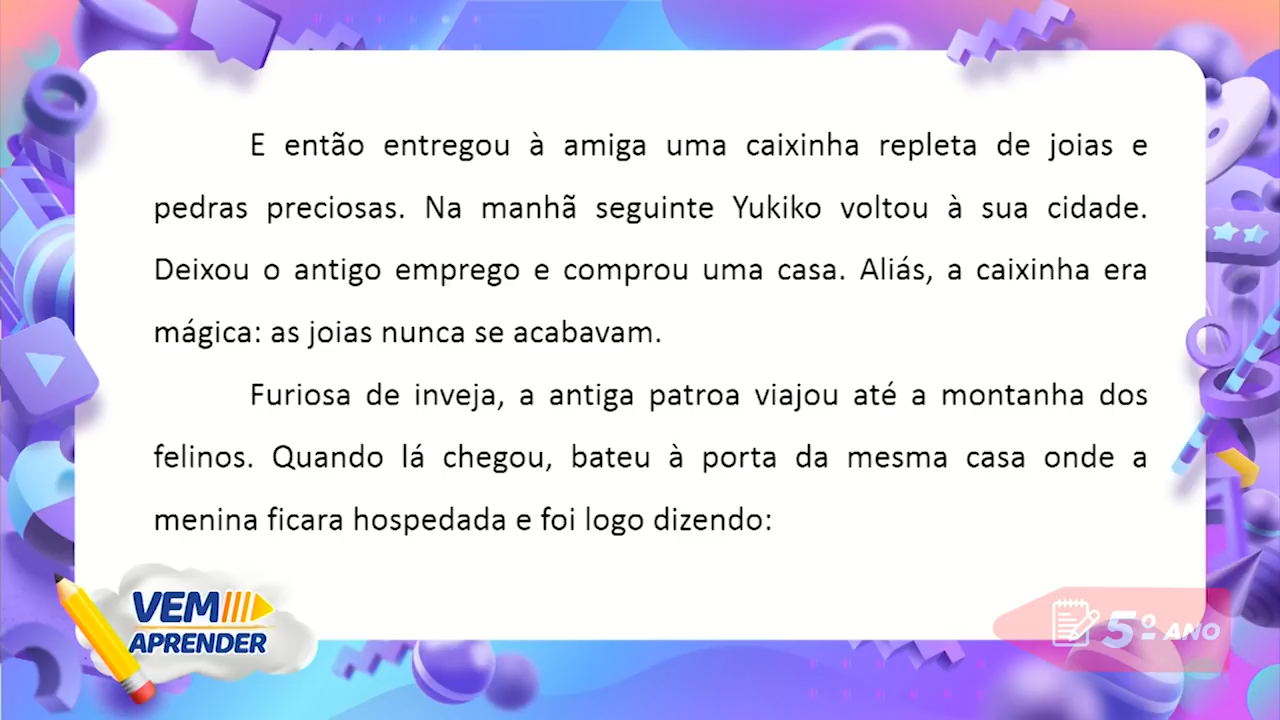 E então entregou à amiga uma caixinha repleta de joias e
pedras preciosas. Na manhã seguinte Yukiko voltou à sua cidade.
Deixou o antigo emprego e comprou uma casa. Aliás, a caixinha era
mágica: as joias nunca se acabavam.
Furiosa de inveja, a antiga patroa viajou até a montanha dos
felinos. Quando lá chegou, bateu à porta da mesma casa onde a
menina ficara hospedada e foi logo dizendo:
VEM
APRENDER
5º ANO